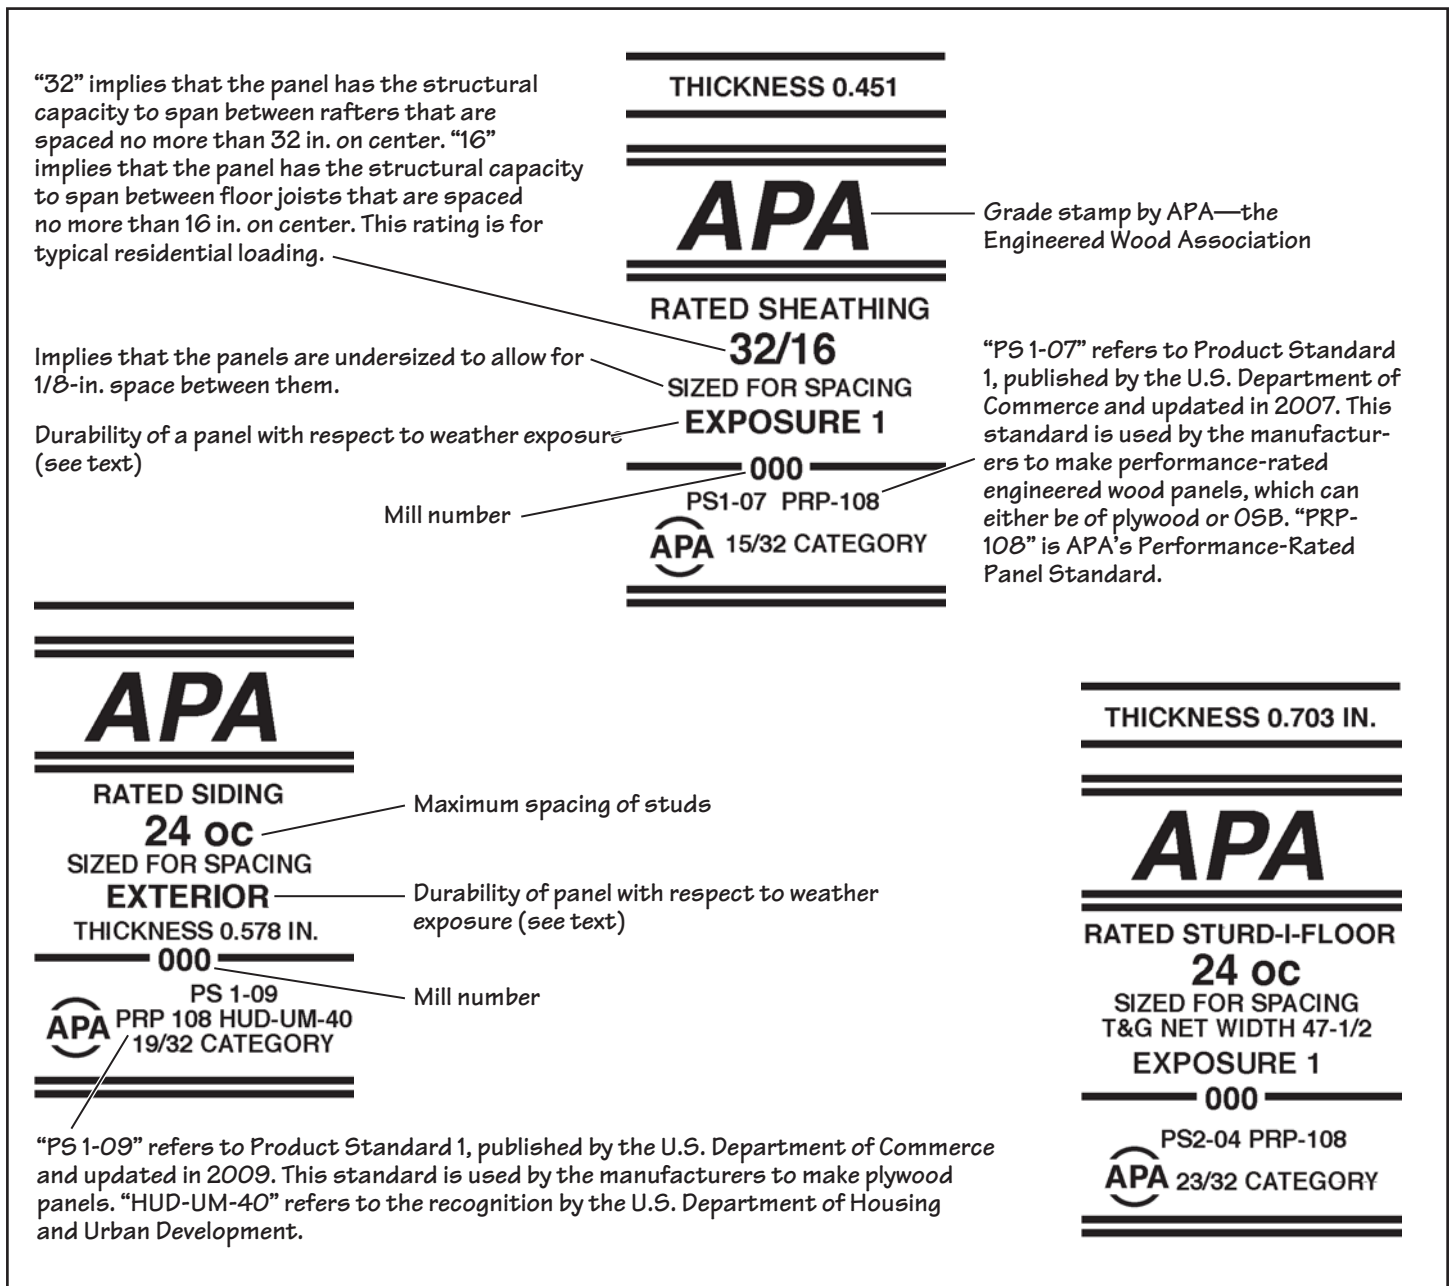 “32” implies that the panel has the structural
capacity to span between rafters that are
spaced no more than 32 in. on center. “16”
implies that the panel has the structural capacity
to span between floor joists that are spaced
no more than 16 in. on center. This rating is for
typical residential loading.
Implies that the panels are undersized to allow for
1/8-in. space between them.
Durability of a panel with respect to weather exposure
(see text)
Mill number
THICKNESS 0.451
APA
RATED SHEATHING
32/16
SIZED FOR SPACING
EXPOSURE 1
000
PS1-07 PRP-108
APA 15/32 CATEGORY
Grade stamp by APA—the
Engineered Wood Association
“PS 1-07” refers to Product Standard
1, published by the U.S. Department of
Commerce and updated in 2007. This
standard is used by the manufactur-
ers to make performance-rated
engineered wood panels, which can
either be of plywood or OSB. “PRP-
108” is APA’s Performance-Rated
Panel Standard.
APA
RATED SIDING
24 oc
SIZED FOR SPACING
EXTERIOR
THICKNESS 0.578 IN.
000
PS 1-09
APA PRP 108 HUD-UM-40
19/32 CATEGORY
Maximum spacing of studs
Durability of panel with respect to weather
exposure (see text)
Mill number
“PS 1-09” refers to Product Standard 1, published by the U.S. Department of Commerce
and updated in 2009. This standard is used by the manufacturers to make plywood
panels. “HUD-UM-40” refers to the recognition by the U.S. Department of Housing
and Urban Development.
THICKNESS 0.703 IN.
APA
RATED STURD-I-FLOOR
24 oc
SIZED FOR SPACING
T&G NET WIDTH 47-1/2
EXPOSURE 1
000
PS2-04 PRP-108
APA 23/32 CATEGORY